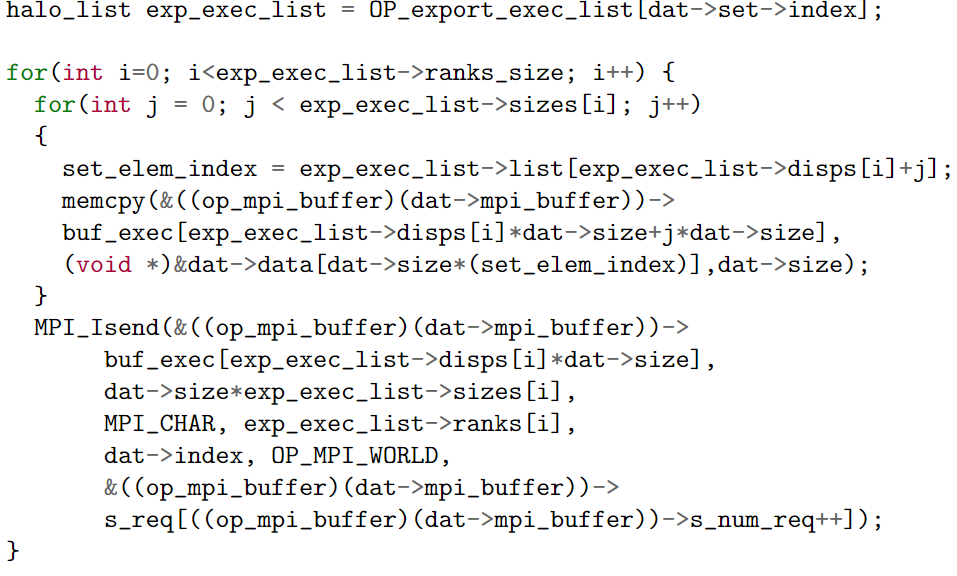 halo_list exp_exec_list = OP_export_exec_list[dat->set->index];

for(int i=0; i<exp_exec_list->ranks_size; i++) {
  for(int j = 0; j < exp_exec_list->sizes[i]; j++)
  {
    set_elem_index = exp_exec_list->list[exp_exec_list->disps[i]+j];
    memcpy(&((op_mpi_buffer)(dat->mpi_buffer))->
    buf_exec[exp_exec_list->disps[i]*dat->size+j*dat->size],
    (void *)&dat->data[dat->size*(set_elem_index)],dat->size);
  }
  MPI_Isend(&((op_mpi_buffer)(dat->mpi_buffer))->
       buf_exec[exp_exec_list->disps[i]*dat->size],
       dat->size*exp_exec_list->sizes[i],
       MPI_CHAR, exp_exec_list->ranks[i],
       dat->index, OP_MPI_WORLD,
       &((op_mpi_buffer)(dat->mpi_buffer))->
       s_req[((op_mpi_buffer)(dat->mpi_buffer))->s_num_req++]);
}